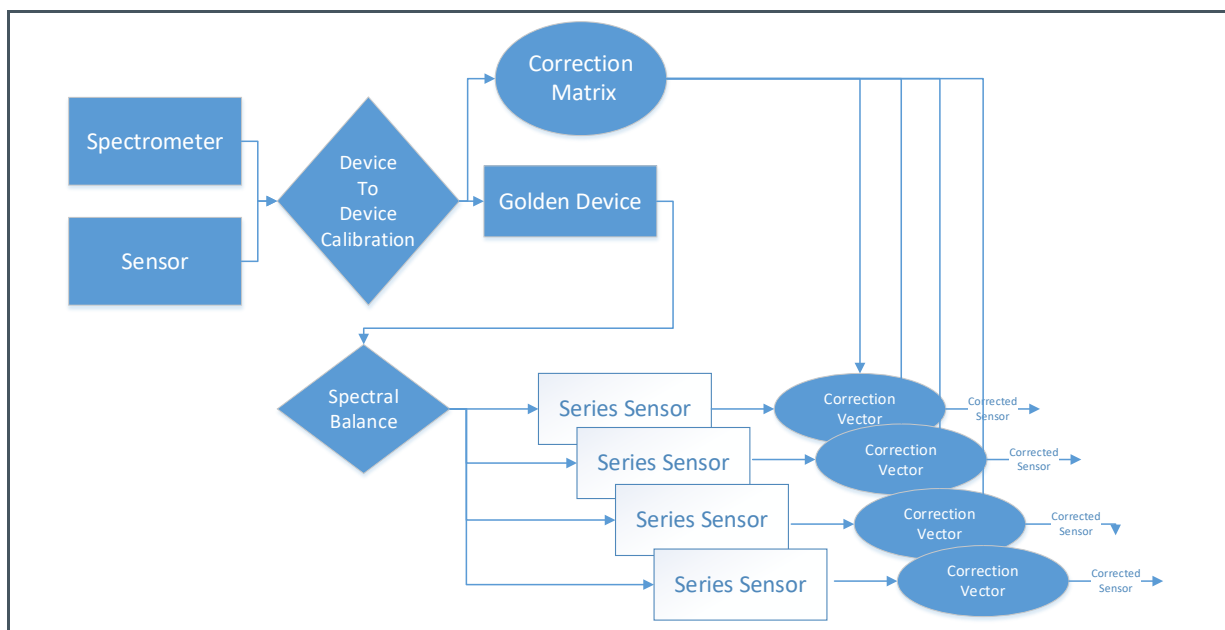 Correction
Matrix
Spectrometer
Device
To
Device
Calibration
Golden Device
Sensor
Spectral
Balance
Series Sensor
Correction
Vector
Corrected
Sensor
Series Sensor
Correction
Vector
Corrected
Sensor
Series Sensor
Correction
Vector
Corrected
Sensor
Series Sensor
Correction
Vector
Corrected
Sensor